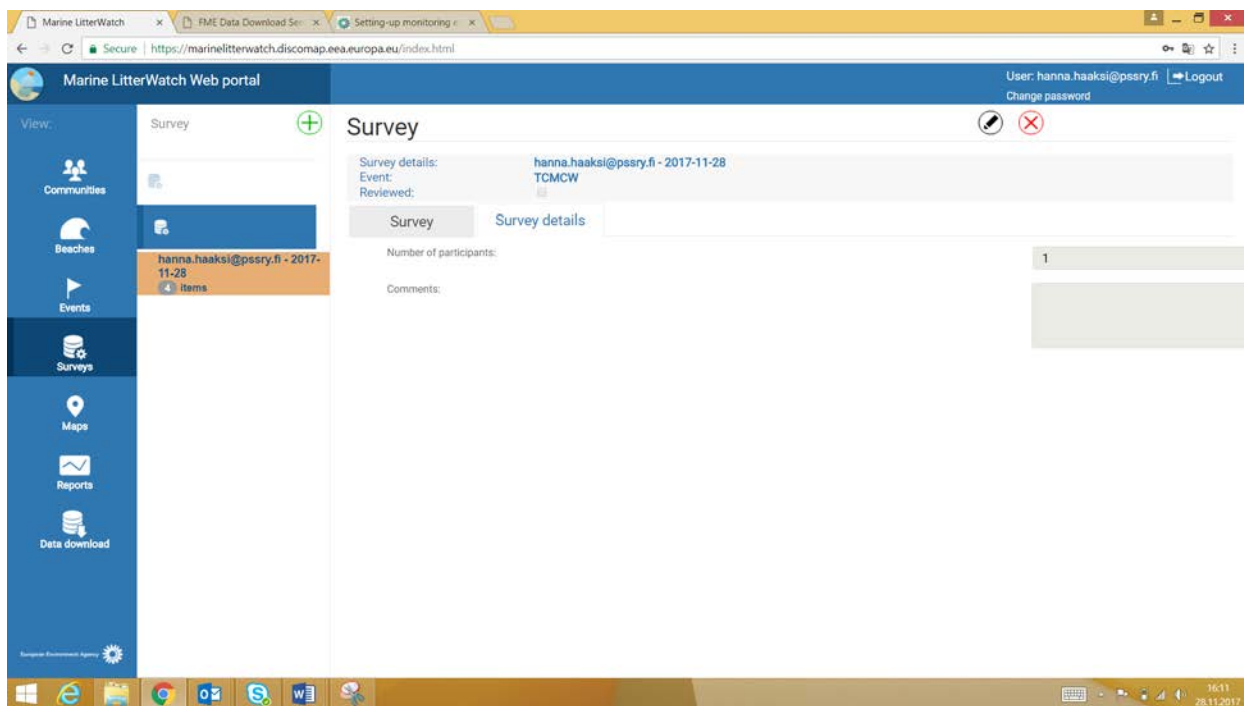 Marine LitterWatch
FME Data Download Ser
Setting-up monitoring e
Secure https://marinelitterwatch.discomap.eea.europa.eu/index.html
Marine LitterWatch Web portal
User: hanna.haaksi@pssry.fi Logout
Change password
View:
Communities
Beaches
Events
Surveys
Maps
Reports
Data download
European Environment Agency
Survey
hanna.haaksi@pssry.fi - 2017-
11-28
4 items
Survey
Survey details: hanna.haaksi@pssry.fi - 2017-11-28
Event: TCMCW
Reviewed:
Survey Survey details
Number of participants: 1
Comments:
16:11
28.11.2017